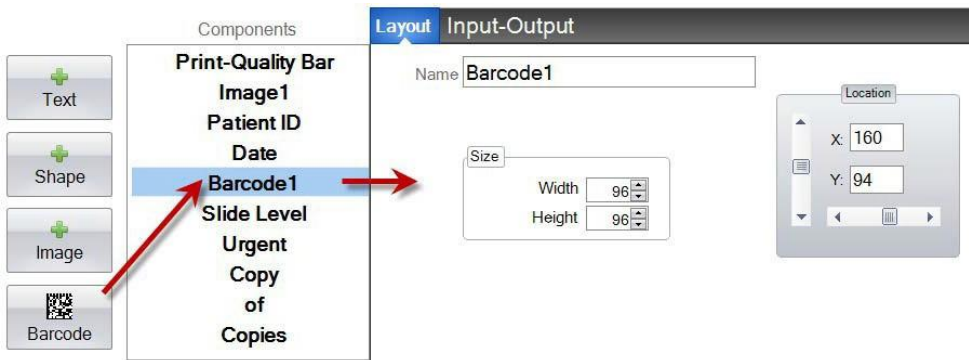 Components
Text
Shape
Image
Barcode
Print-Quality Bar
Image1
Patient ID
Date
Barcode1
Slide Level
Urgent
Copy
of
Copies
Layout Input-Output
Name Barcode1
Size
Width 96
Height 96
Location
X: 160
Y: 94